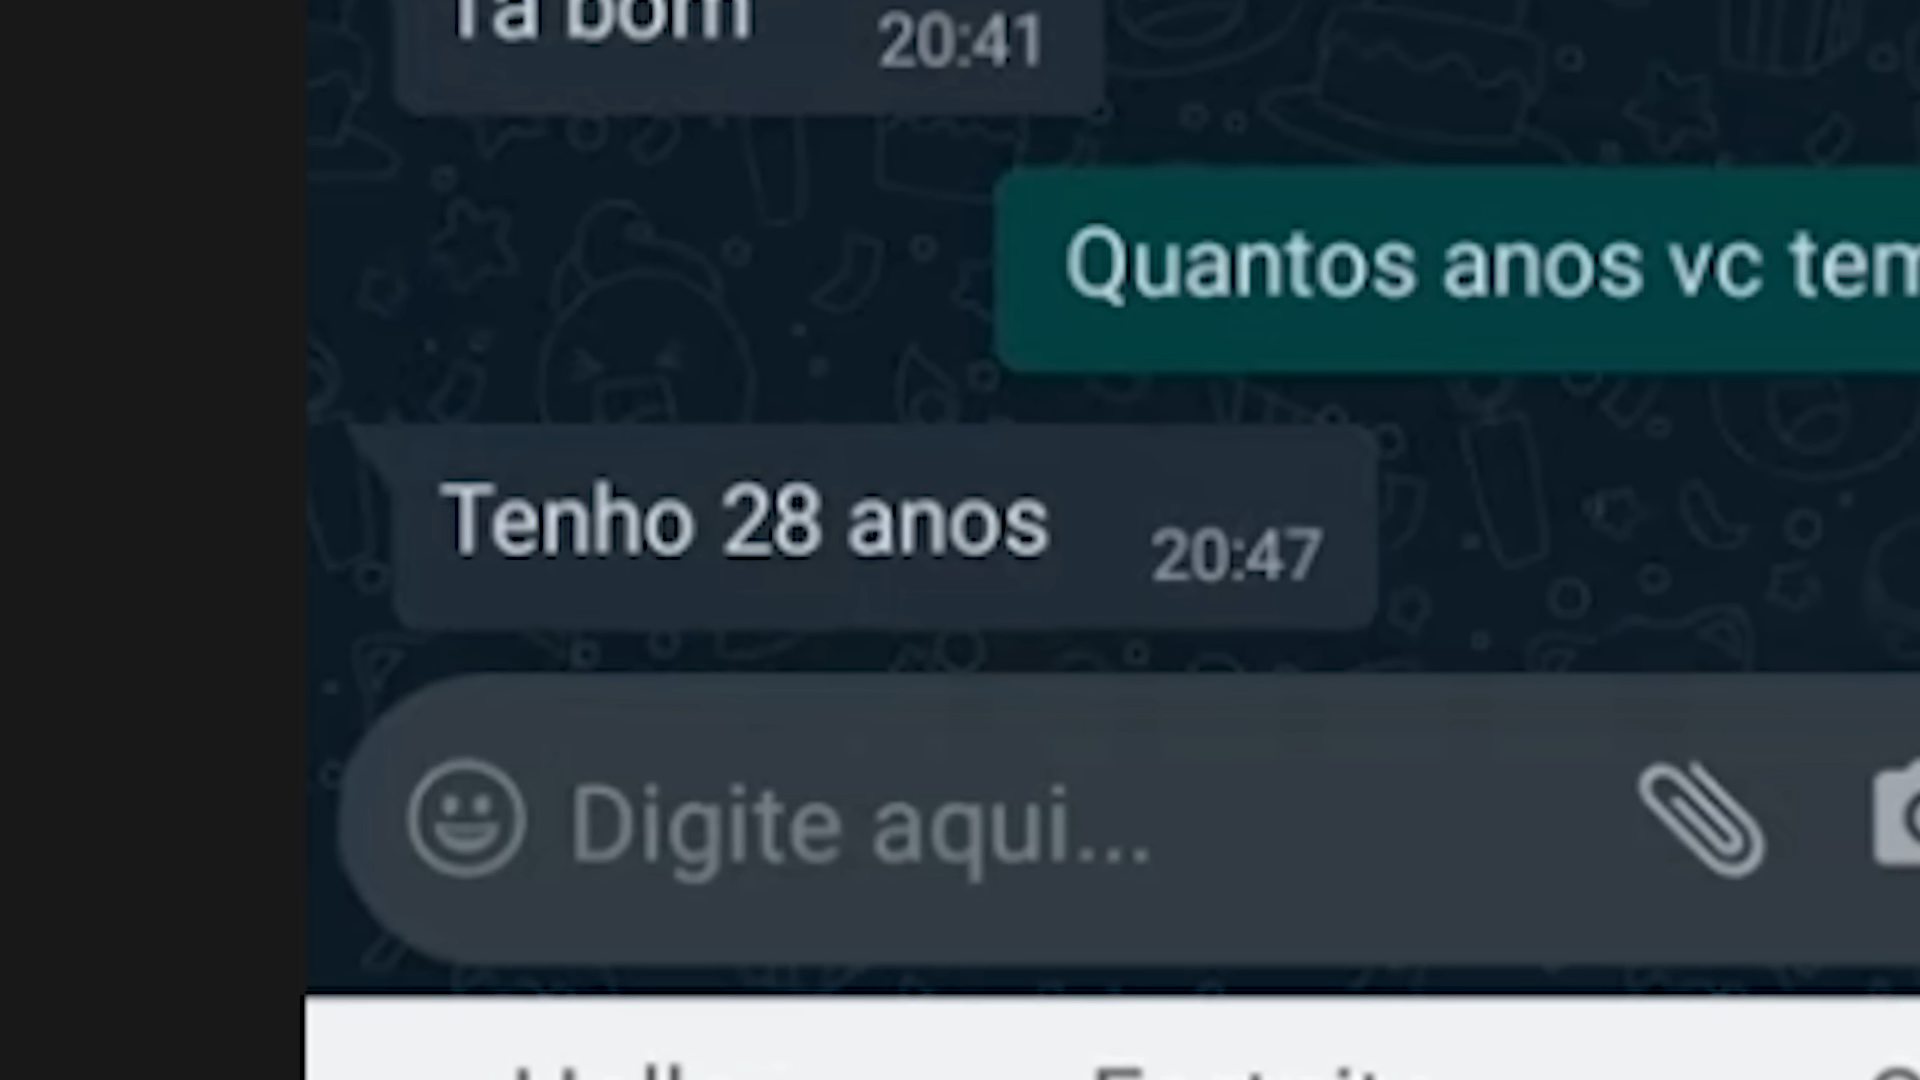 Tá bom
20:41
Quantos anos vc tem
Tenho 28 anos
20:47
Digite aqui...